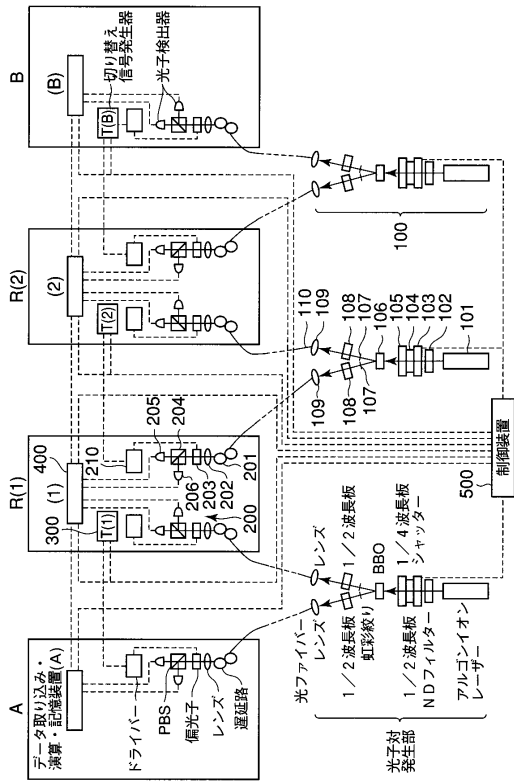 A
データ取り込み・
演算・記憶装置(A)
ドライバー
PBS
偏光子
レンズ
遅延路
R(1)
300
400
(1)
T(1)
210
205
204
206
203
202
200
201
R(2)
(2)
T(2)
B
(B)
T(B)
切り替え
信号発生器
光子検出器
光ファイバー
レンズ
レンズ
1/2波長板
1/2波長板
虹彩絞り
BBO
1/2波長板
1/4波長板
NDフィルター
シャッター
アルゴンイオン
レーザー
光子対
発生部
110
109
109
108
108
107
107
106
105
104
103
102
101
100
500
制御装置